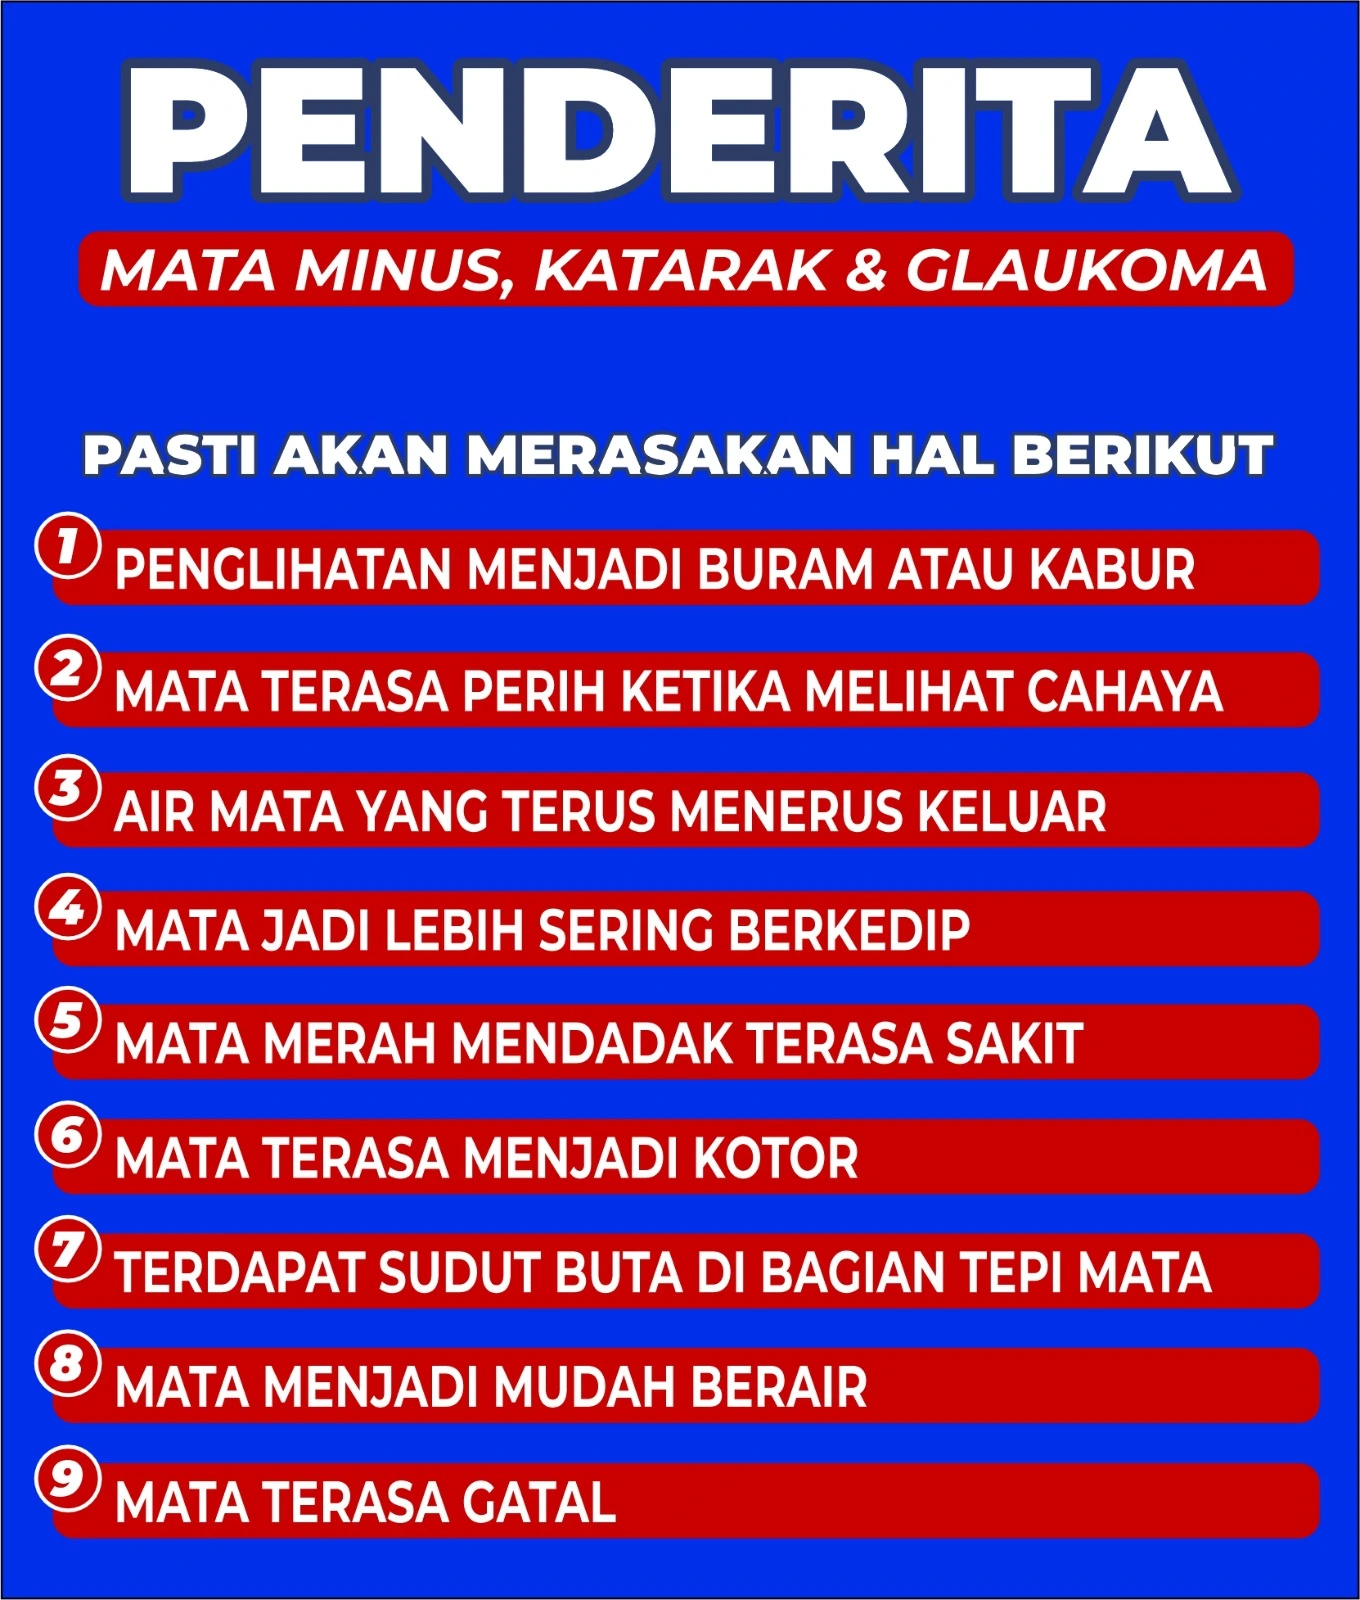 PENDERITA
MATA MINUS, KATARAK & GLAUKOMA
PASTI AKAN MERASAKAN HAL BERIKUT
1 PENGLIHATAN MENJADI BURAM ATAU KABUR
2 MATA TERASA PERIH KETIKA MELIHAT CAHAYA
3 AIR MATA YANG TERUS MENERUS KELUAR
4 MATA JADI LEBIH SERING BERKEDIP
5 MATA MERAH MENDADAK TERASA SAKIT
6 MATA TERASA MENJADI KOTOR
7 TERDAPAT SUDUT BUTA DI BAGIAN TEPI MATA
8 MATA MENJADI MUDAH BERAIR
9 MATA TERASA GATAL